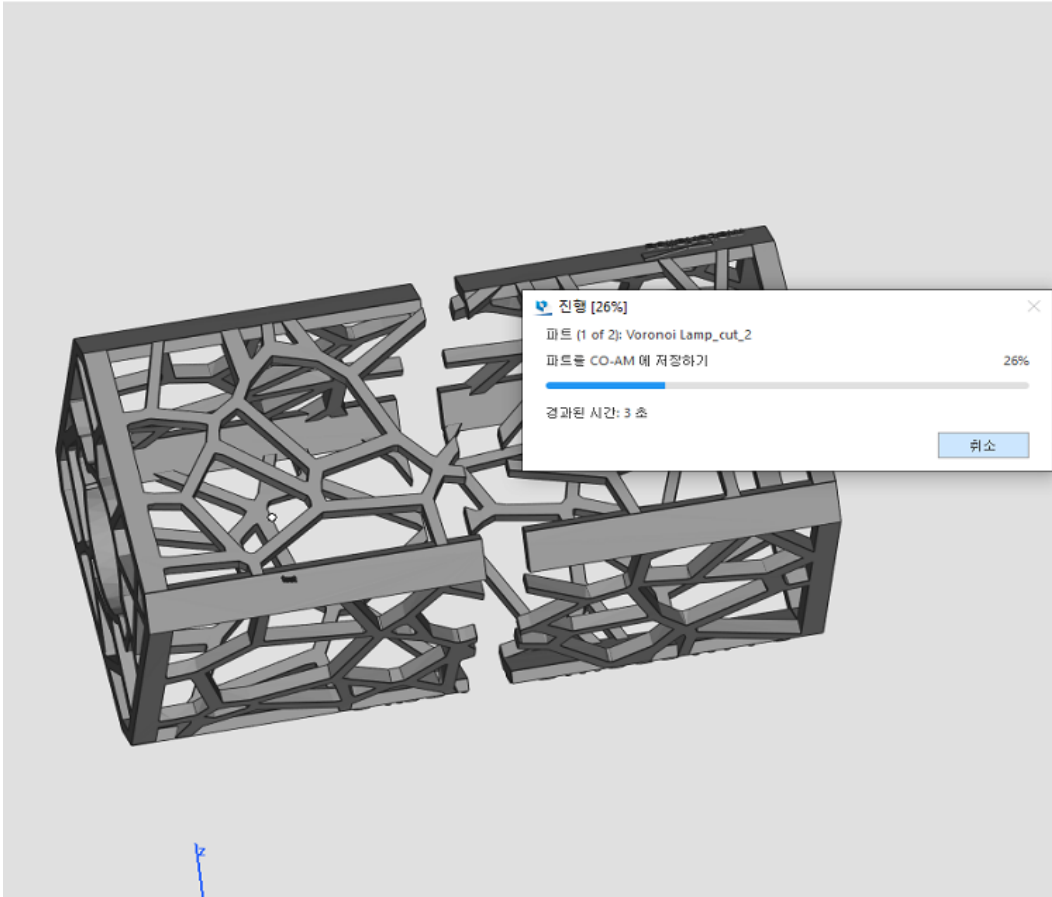 진행 [26%]
파트 (1 of 2): Voronoi Lamp_cut_2
파트를 CO-AM 에 저장하기 26%
경과된 시간: 3 초
취소
z